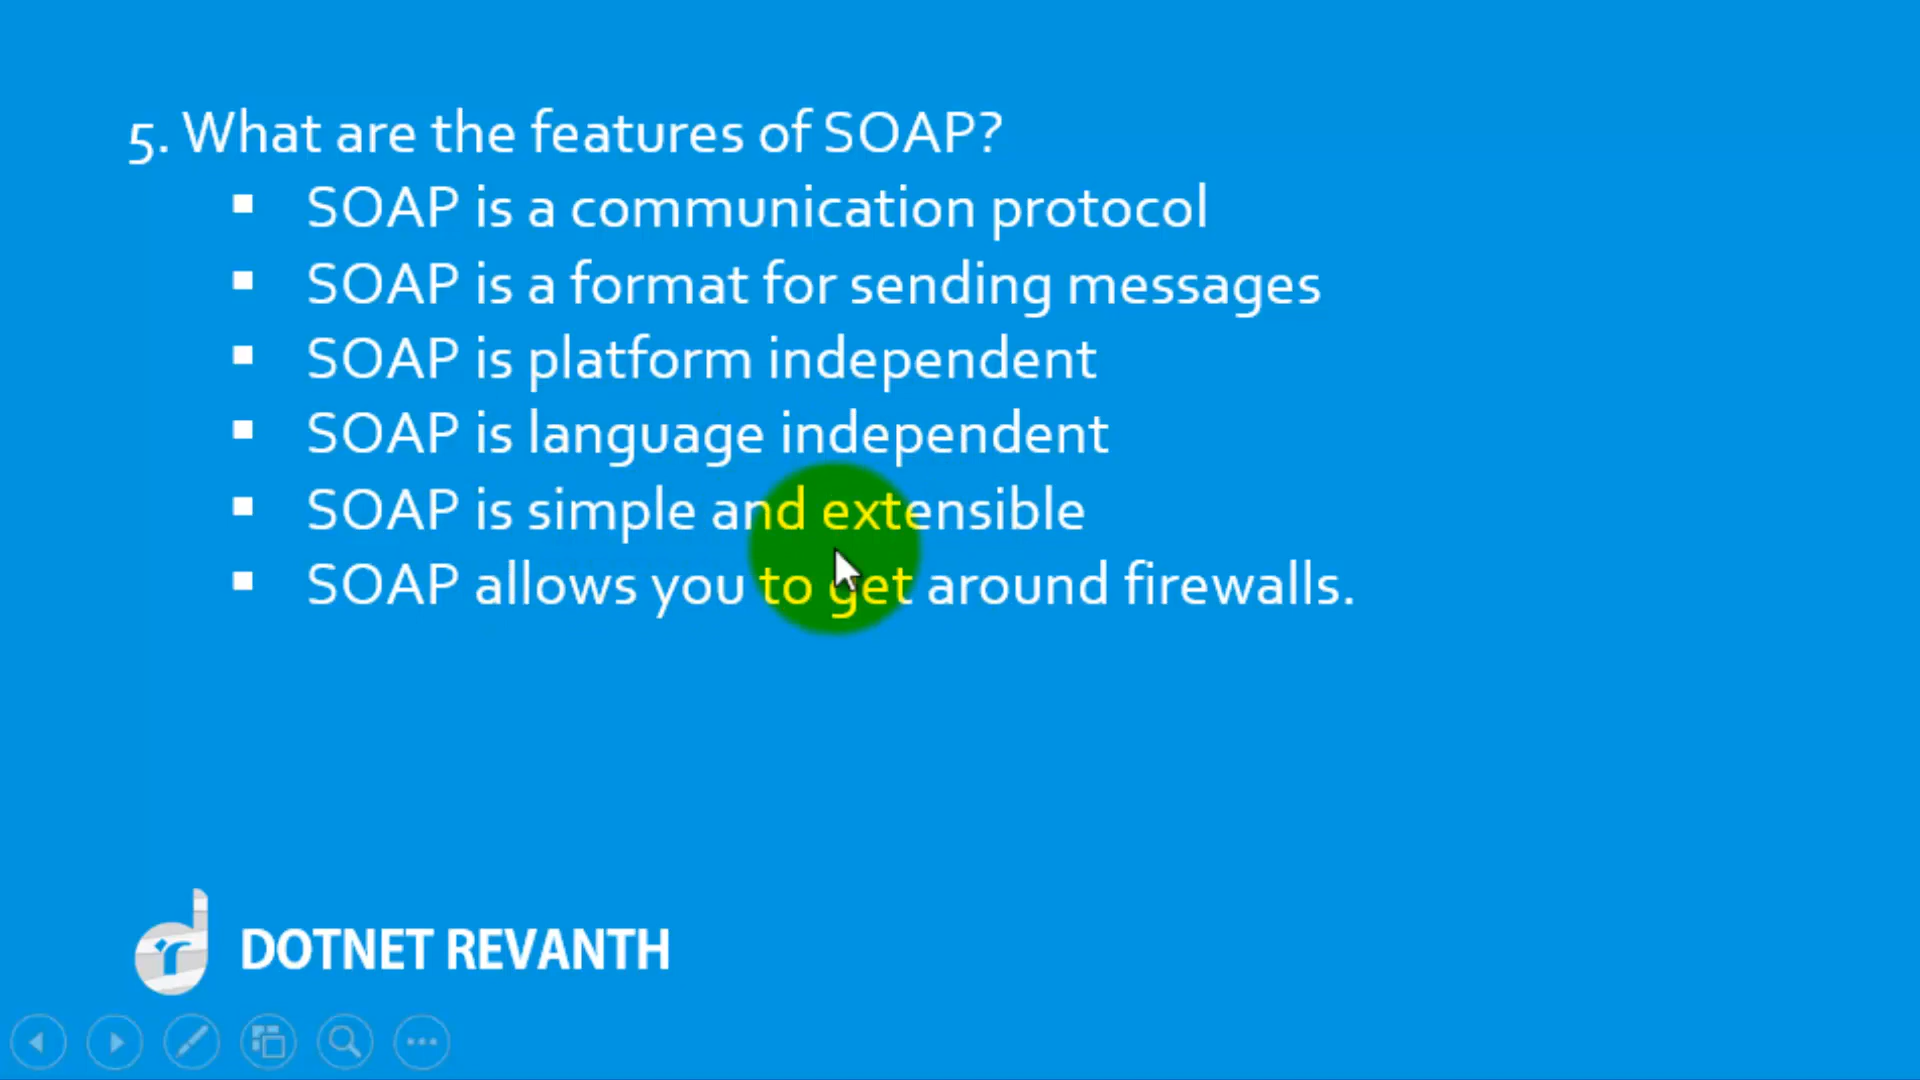 5. What are the features of SOAP?
▪ SOAP is a communication protocol
▪ SOAP is a format for sending messages
▪ SOAP is platform independent
▪ SOAP is language independent
▪ SOAP is simple and extensible
▪ SOAP allows you to get around firewalls.
DOTNET REVANTH